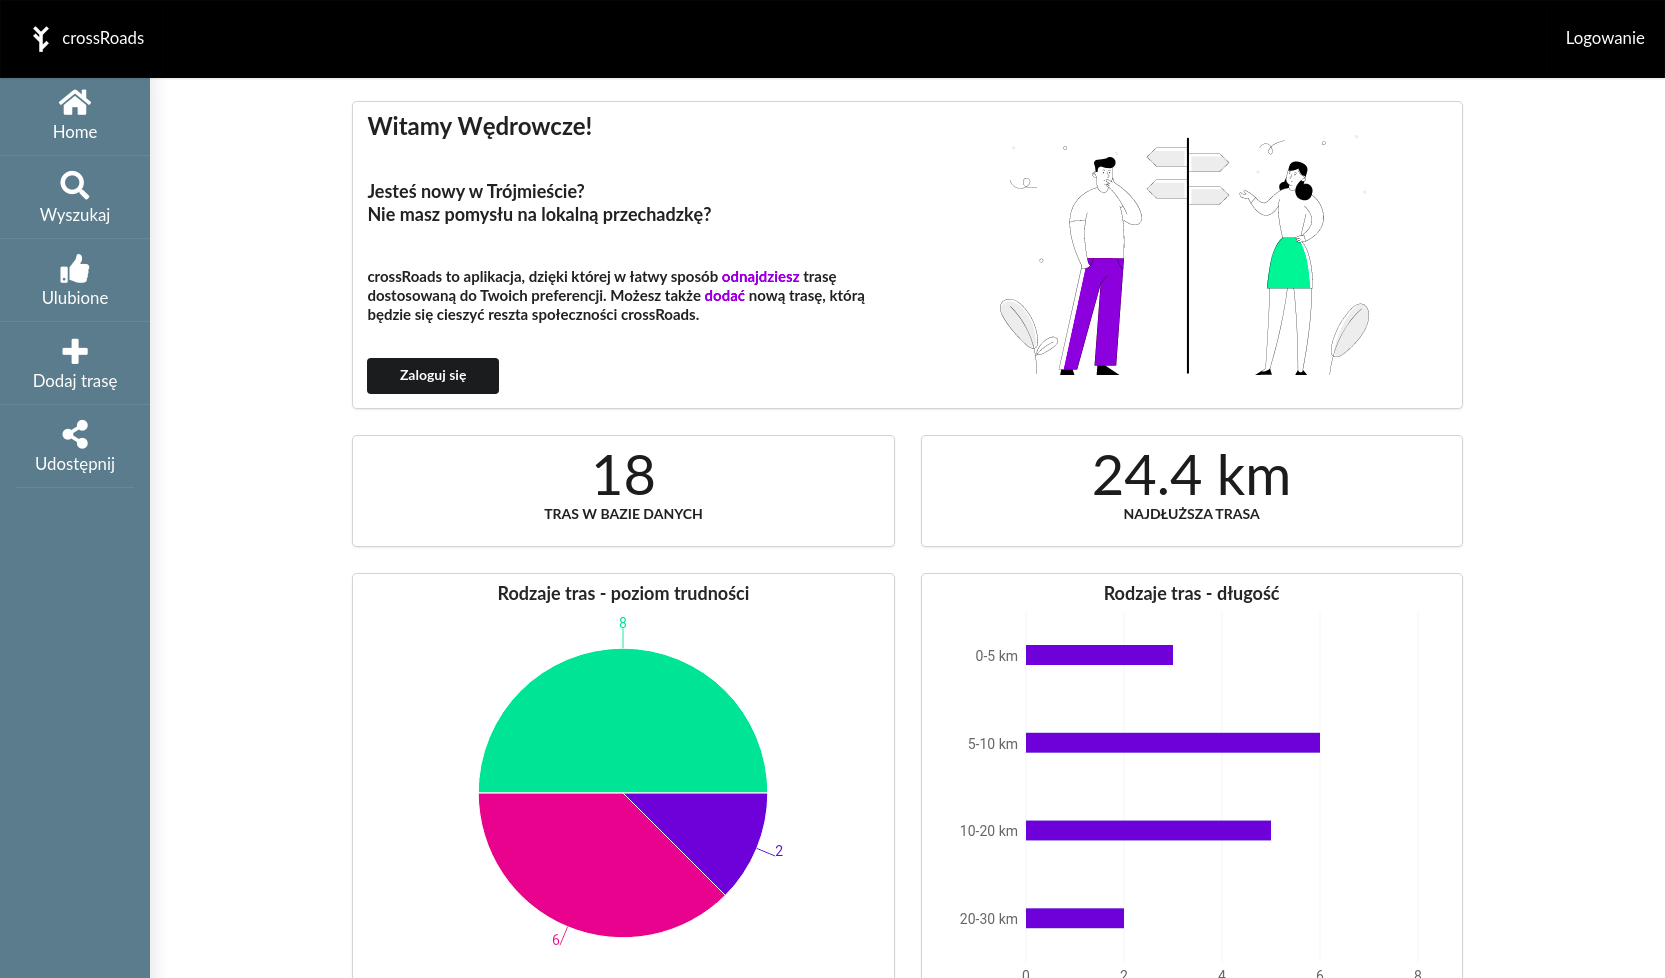 crossRoads
Logowanie
Home
Wyszukaj
Ulubione
Dodaj trasę
Udostępnij
Witamy Wędrowcze!
Jesteś nowy w Trójmieście?
Nie masz pomysłu na lokalną przechadzkę?
crossRoads to aplikacja, dzięki której w łatwy sposób odnajdziesz trasę
dostosowaną do Twoich preferencji. Możesz także dodać nową trasę, którą
będzie się cieszyć reszta społeczności crossRoads.
Zaloguj się
18
TRAS W BAZIE DANYCH
24.4 km
NAJDŁUŻSZA TRASA
Rodzaje tras - poziom trudności
8
2
6
Rodzaje tras - długość
0-5 km
5-10 km
10-20 km
20-30 km
0 2 4 6 8